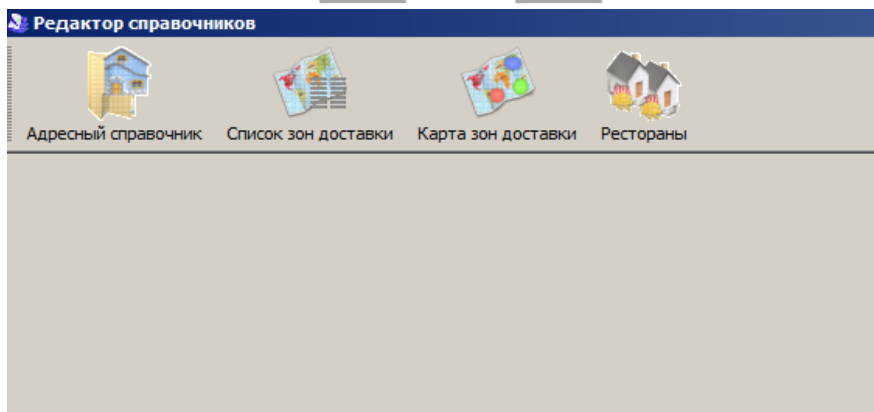 Редактор справочников
Адресный справочник Список зон доставки Карта зон доставки Рестораны